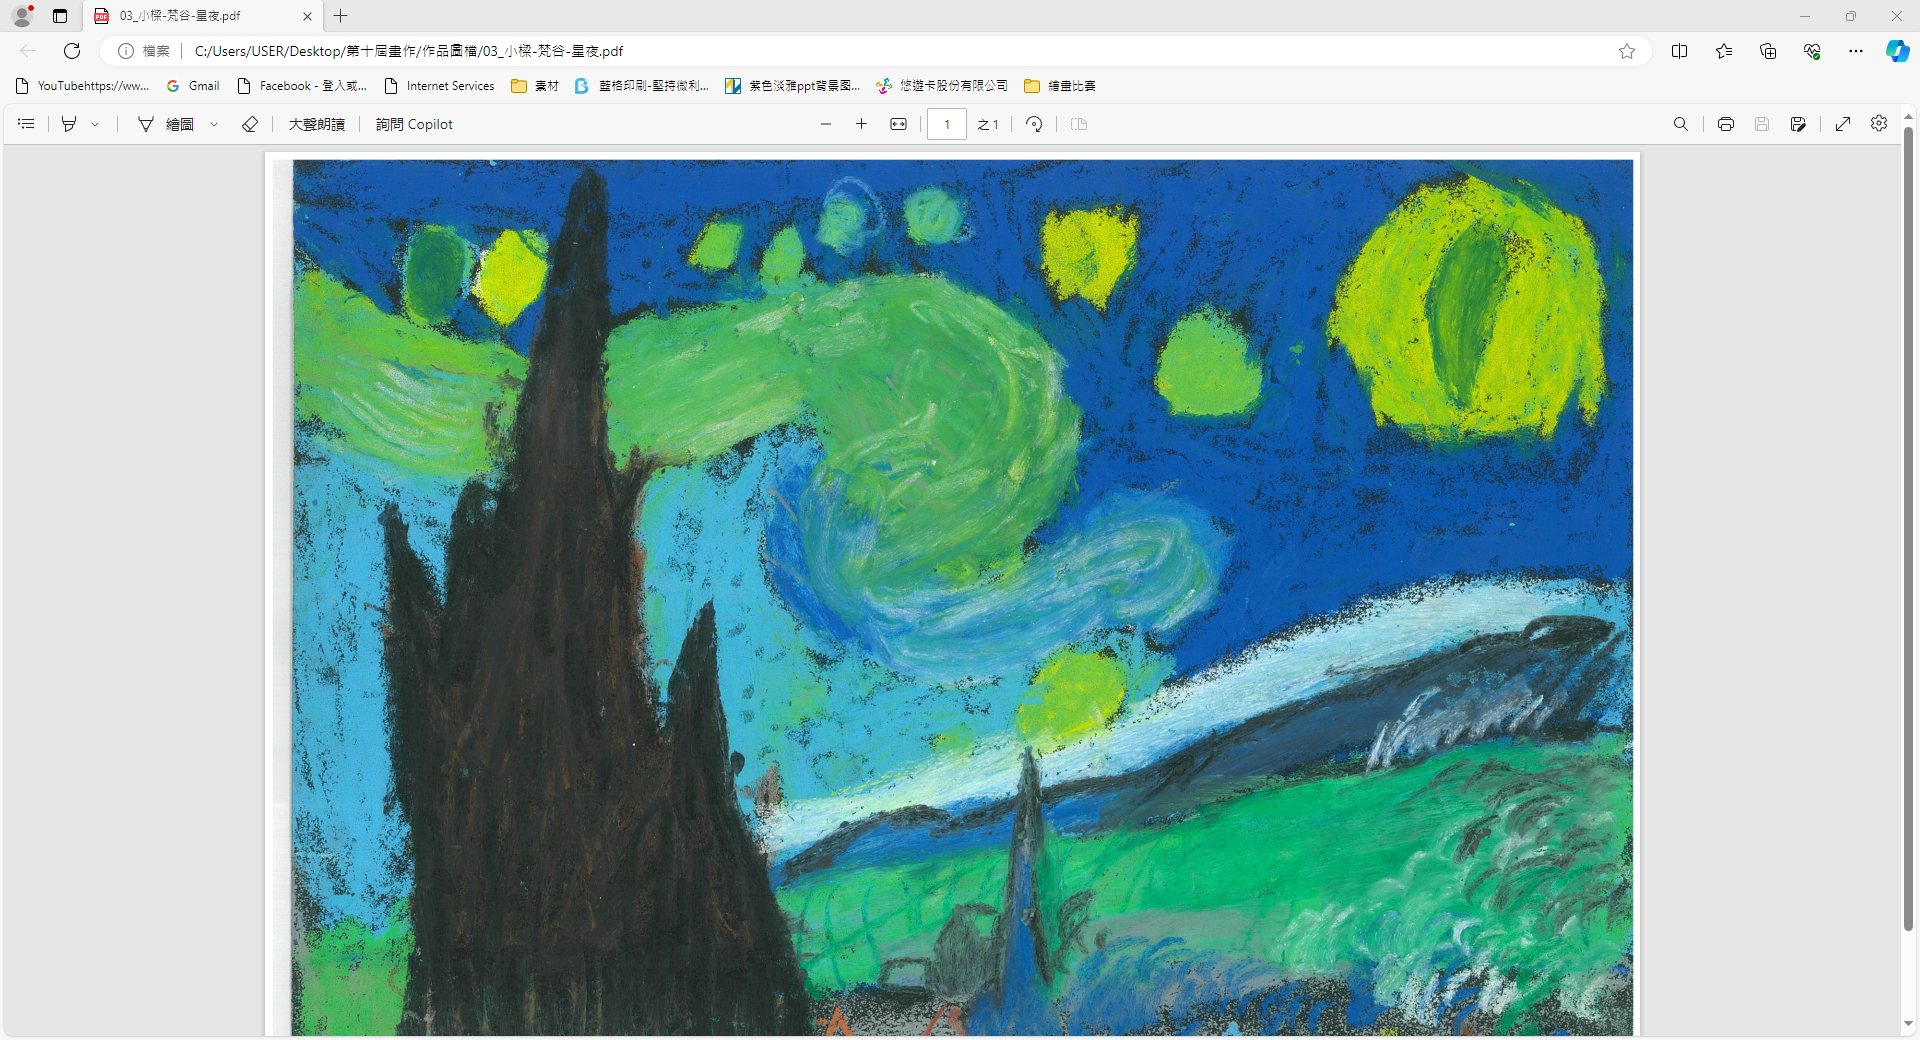 03_小樑-梵谷-星夜.pdf
檔案 C:/Users/USER/Desktop/第十屆畫作/作品圖檔/03_小樑-梵谷-星夜.pdf
YouTubehttps://ww... Gmail Facebook - 登入或... Internet Services 素材 藍格印刷-堅持微利... 紫色淡雅ppt背景图... 悠遊卡股份有限公司 繪畫比賽
繪圖 大聲朗讀 詢問 Copilot 1 之 1